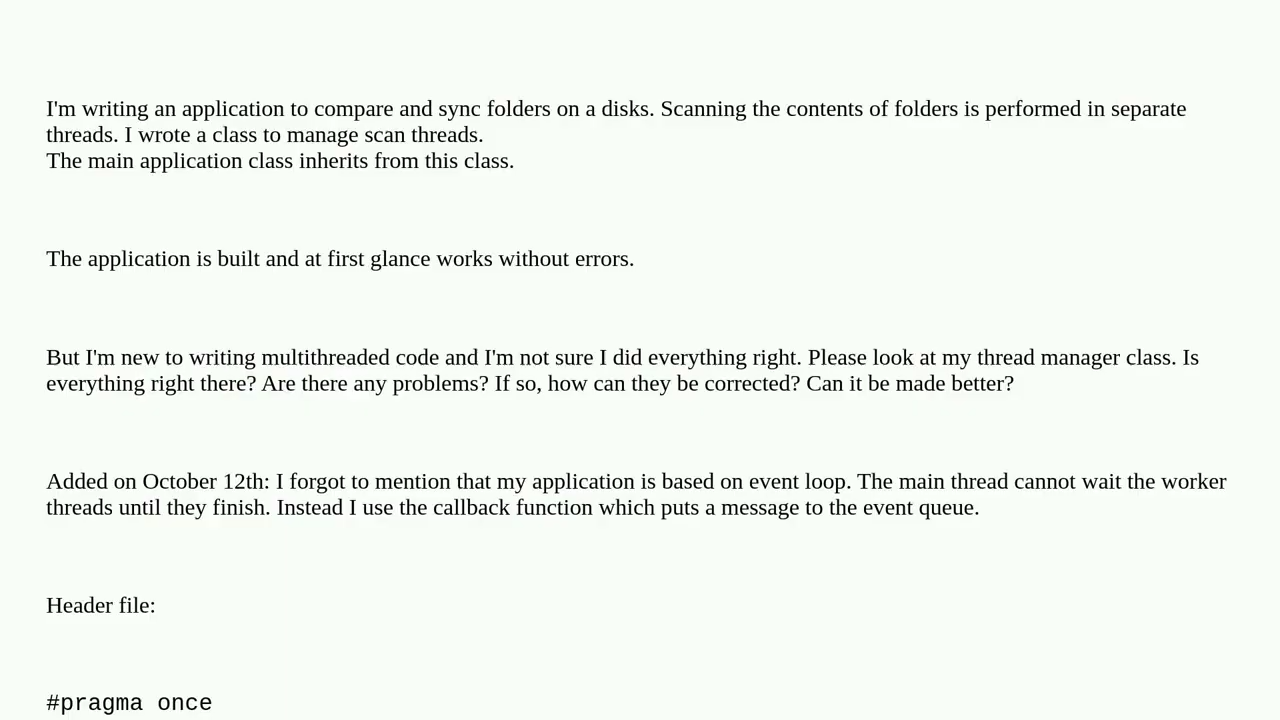 I'm writing an application to compare and sync folders on a disks. Scanning the contents of folders is performed in separate
threads. I wrote a class to manage scan threads.
The main application class inherits from this class.
The application is built and at first glance works without errors.
But I'm new to writing multithreaded code and I'm not sure I did everything right. Please look at my thread manager class. Is
everything right there? Are there any problems? If so, how can they be corrected? Can it be made better?
Added on October 12th: I forgot to mention that my application is based on event loop. The main thread cannot wait the worker
threads until they finish. Instead I use the callback function which puts a message to the event queue.
Header file:
#pragma once